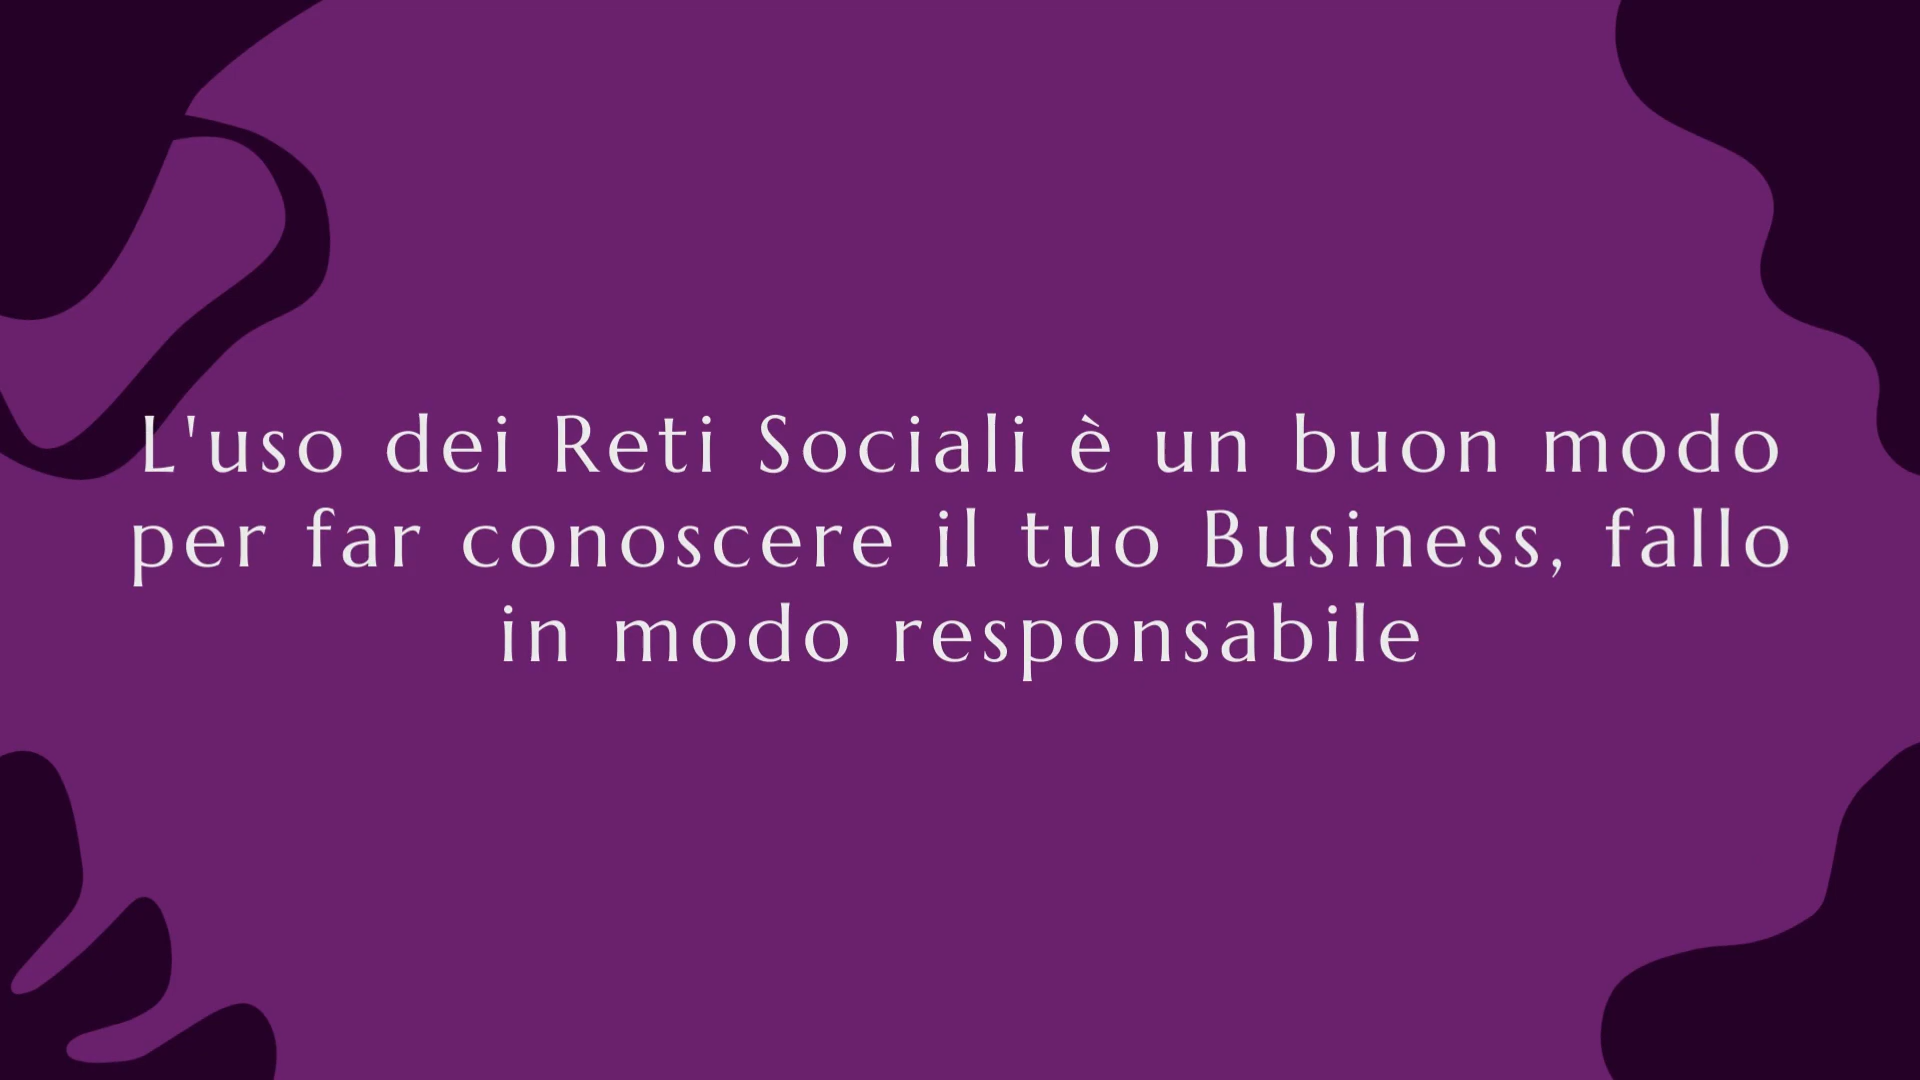 L'uso dei Reti Sociali è un buon modo
per far conoscere il tuo Business, fallo
in modo responsabile